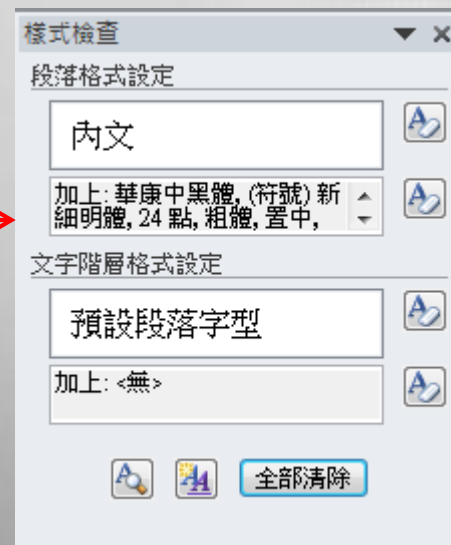 樣式檢查
段落格式設定
內文
加上: 華康中黑體, (符號) 新
細明體, 24 點, 粗體, 置中,
文字階層格式設定
預設段落字型
加上: <無>
全部清除